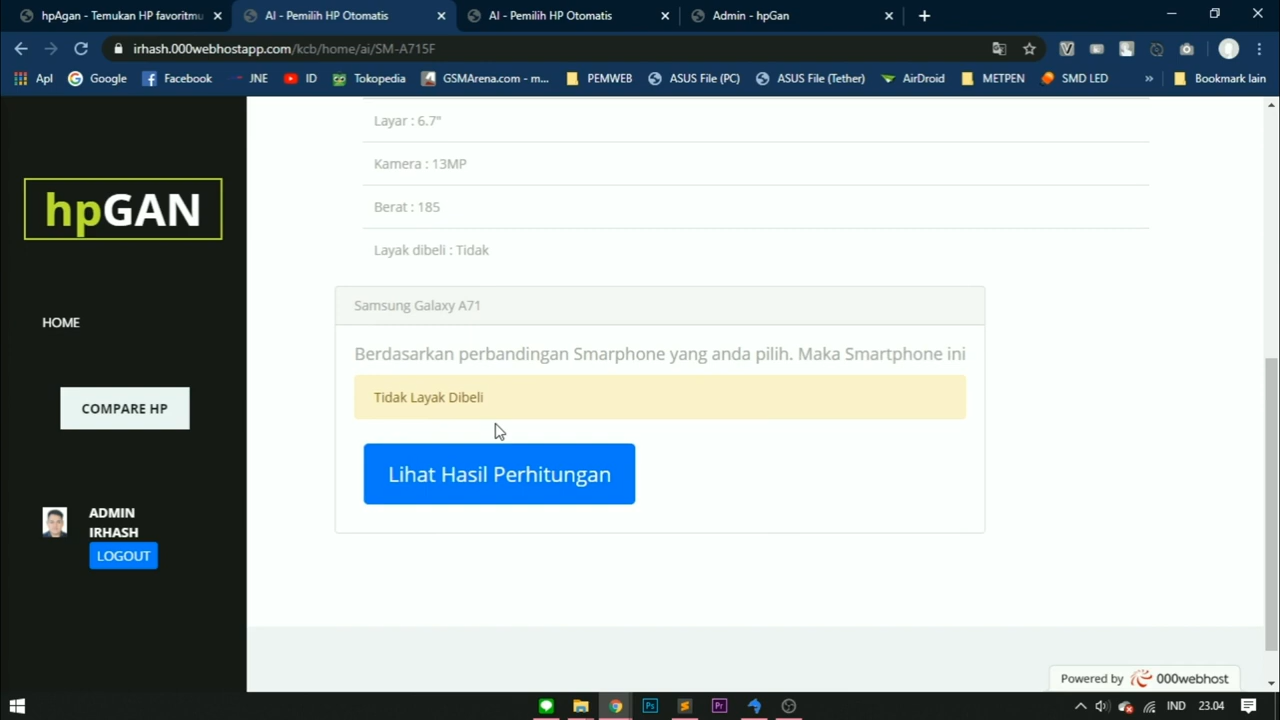 hpAgan - Temukan HP favoritmu
AI - Pemilih HP Otomatis
AI - Pemilih HP Otomatis
Admin - hpGan
irhash.000webhostapp.com/kcb/home/ai/SM-A715F
Apl
Google
Facebook
JNE
ID
Tokopedia
GSMArena.com - m...
PEMWEB
ASUS File (PC)
ASUS File (Tether)
AirDroid
METPEN
SMD LED
»
Bookmark lain
hpGAN
HOME
COMPARE HP
ADMIN
IRHASH
LOGOUT
Layar : 6.7"
Kamera : 13MP
Berat : 185
Layak dibeli : Tidak
Samsung Galaxy A71
Berdasarkan perbandingan Smarphone yang anda pilih. Maka Smartphone ini
Tidak Layak Dibeli
Lihat Hasil Perhitungan
Powered by 000webhost
Ps
Pr
IND
23.04